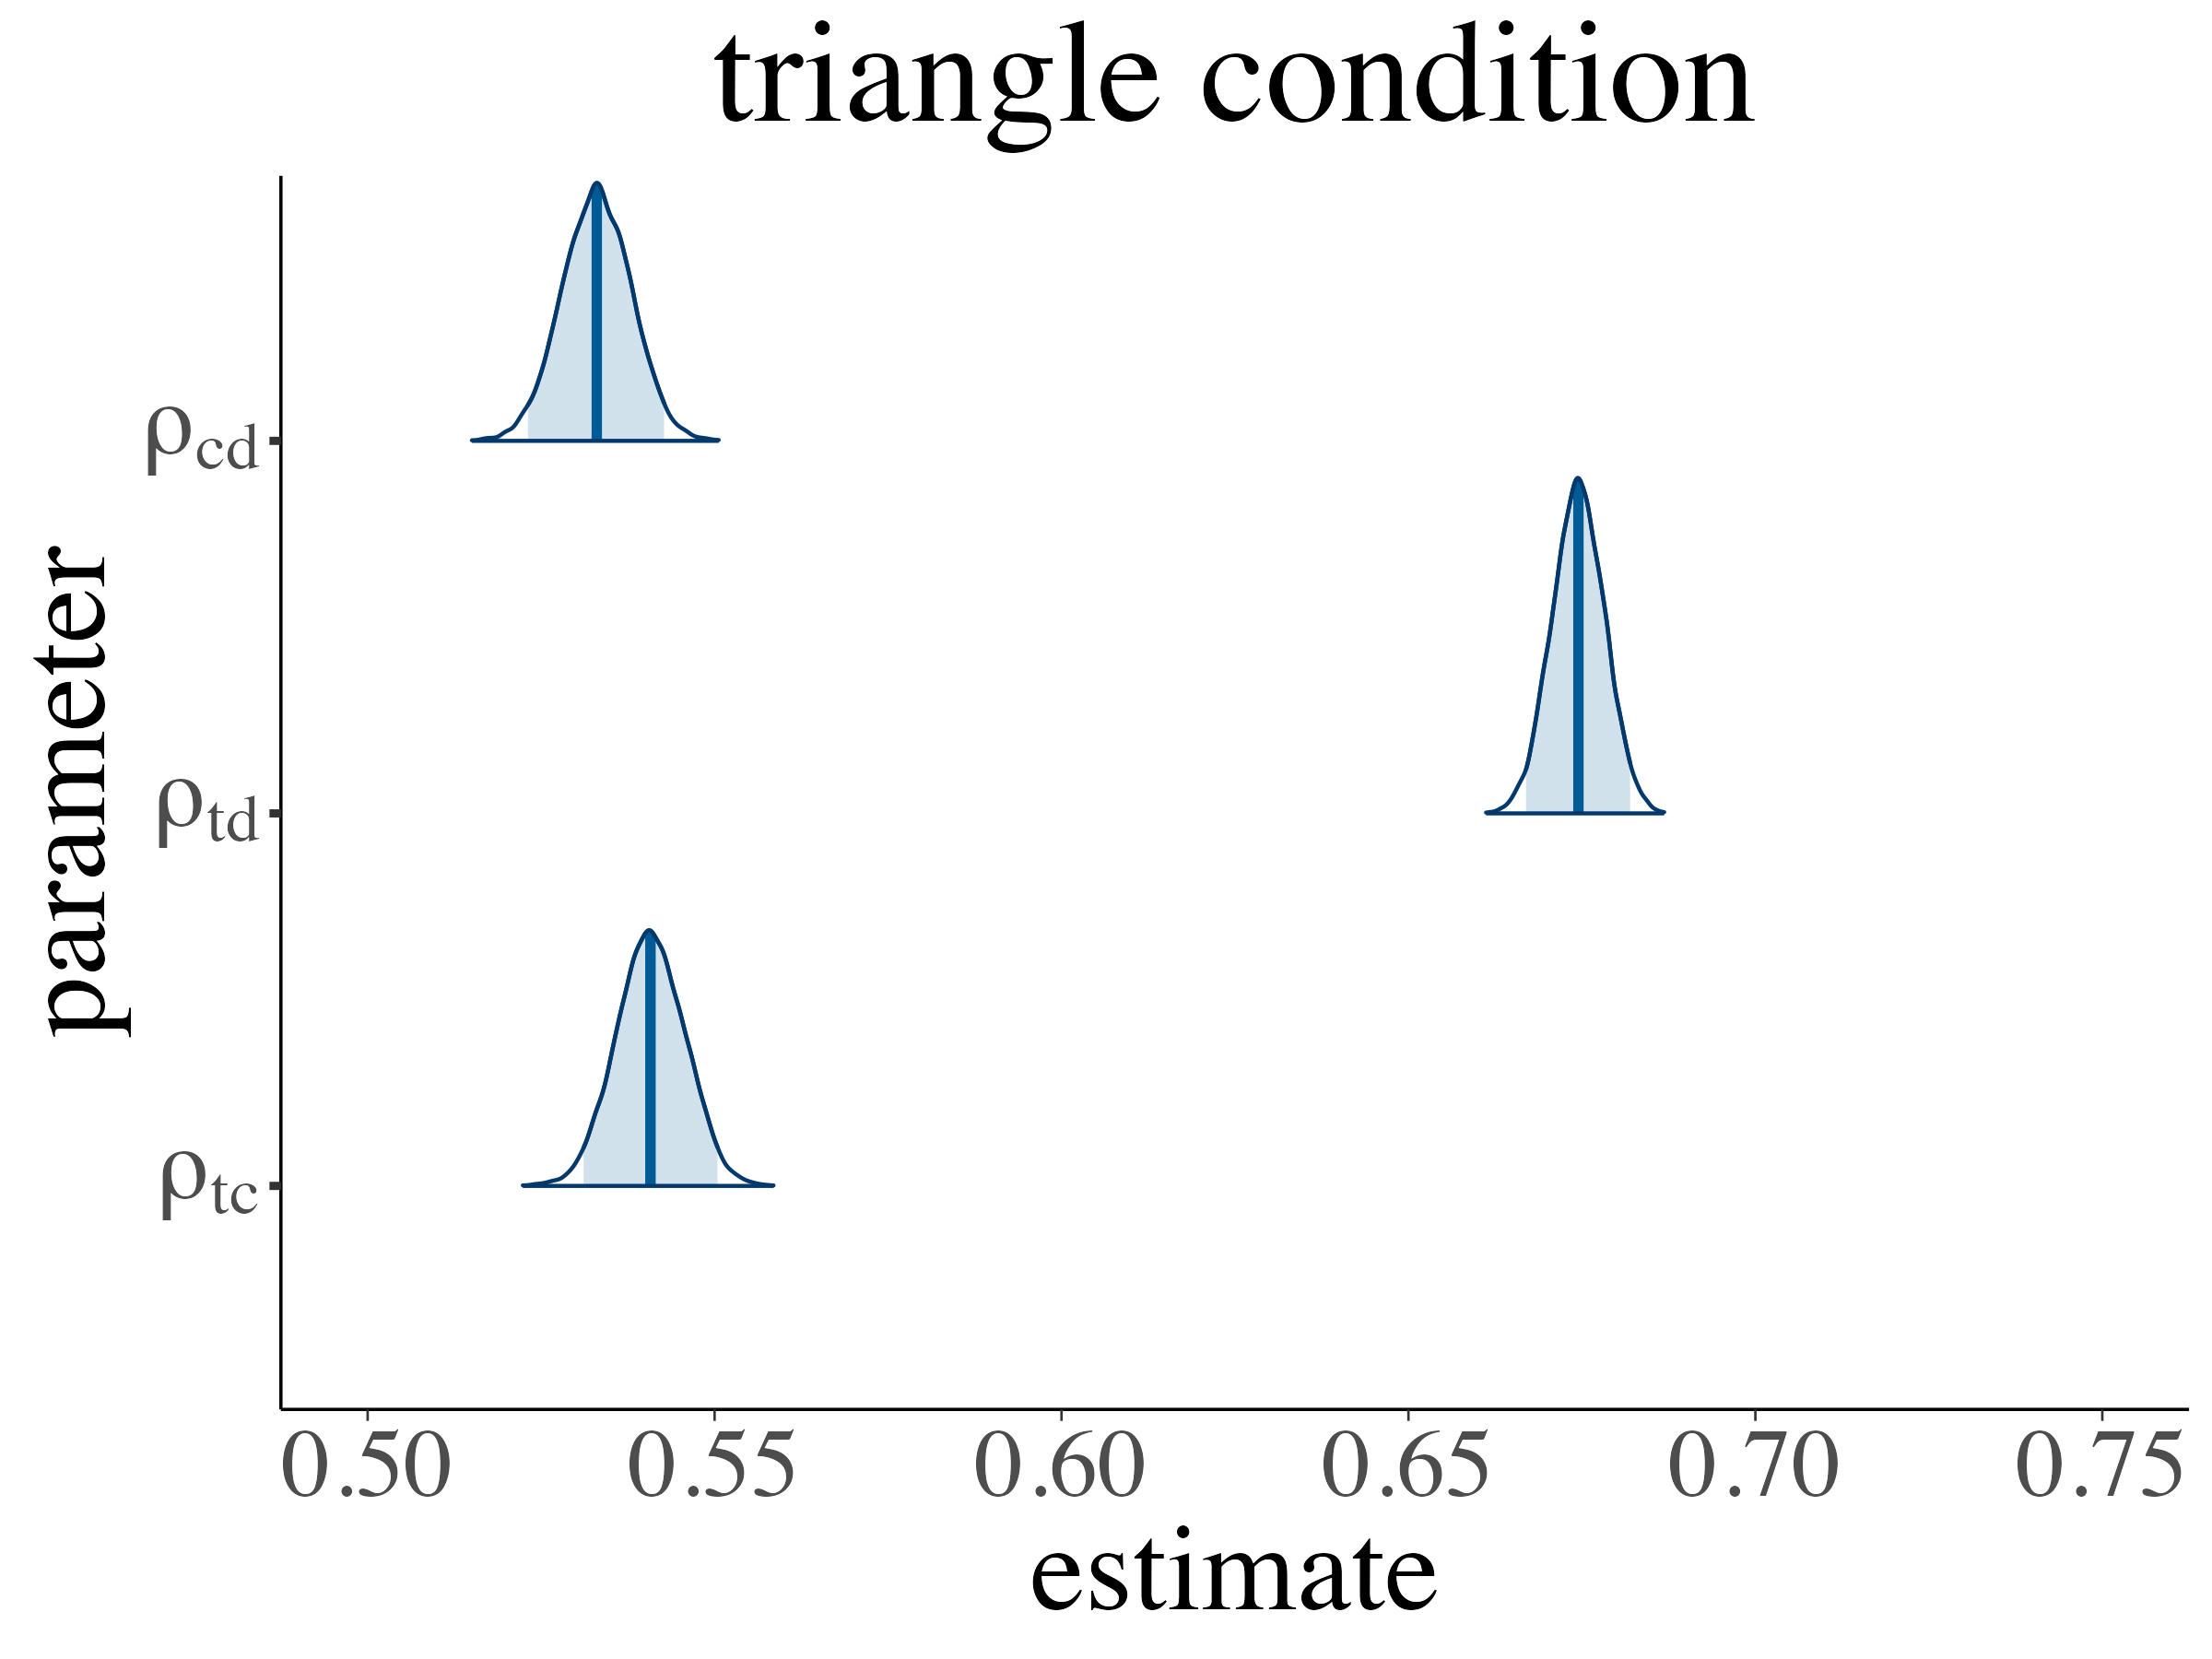 triangle condition
parameter
ρcd
ρtd
ρtc
0.50 0.55 0.60 0.65 0.70 0.75
estimate